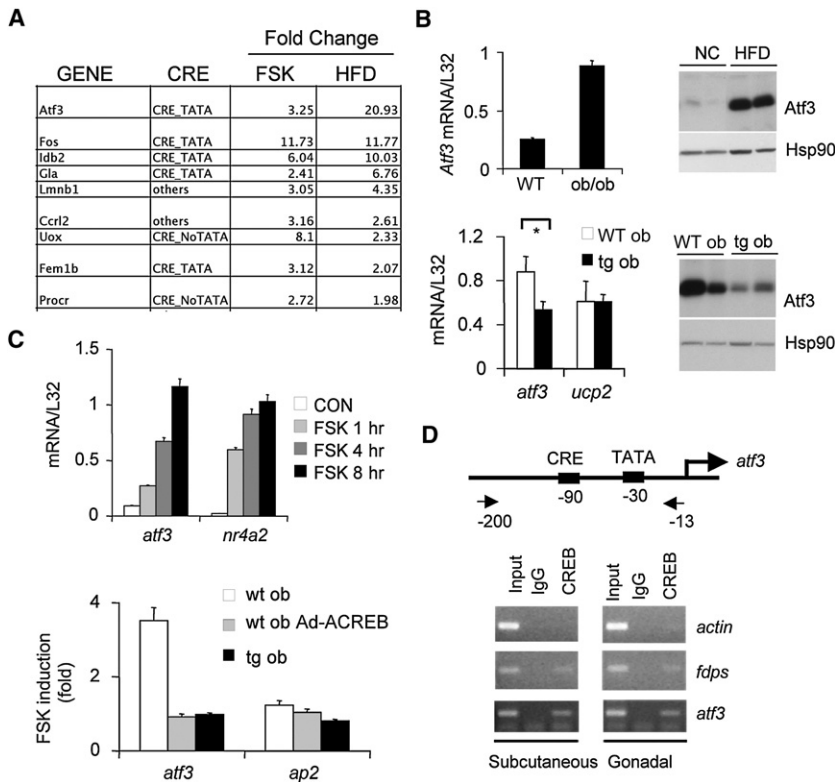 A
Fold Change
GENE CRE FSK HFD
Atf3 CRE_TATA 3.25 20.93
Fos CRE_TATA 11.73 11.77
Idb2 CRE_TATA 6.04 10.03
Gla CRE_TATA 2.41 6.76
Lmnb1 others 3.05 4.35
Ccrl2 others 3.16 2.61
Uox CRE_NoTATA 8.1 2.33
Fem1b CRE_TATA 3.12 2.07
Procr CRE_NoTATA 2.72 1.98
B
Atf3 mRNA/L32
1
0.5
0
WT ob/ob
NC HFD
Atf3
Hsp90
mRNA/L32
1.2
0.8
0.4
0
*
WT ob
tg ob
atf3 ucp2
WT ob tg ob
Atf3
Hsp90
C
mRNA/L32
1.5
1
0.5
0
CON
FSK 1 hr
FSK 4 hr
FSK 8 hr
atf3 nr4a2
FSK induction
(fold)
4
2
0
wt ob
wt ob Ad-ACREB
tg ob
atf3 ap2
D
CRE TATA atf3
-90 -30
-200 -13
Input IgG CREB Input IgG CREB
actin
fdps
atf3
Subcutaneous Gonadal